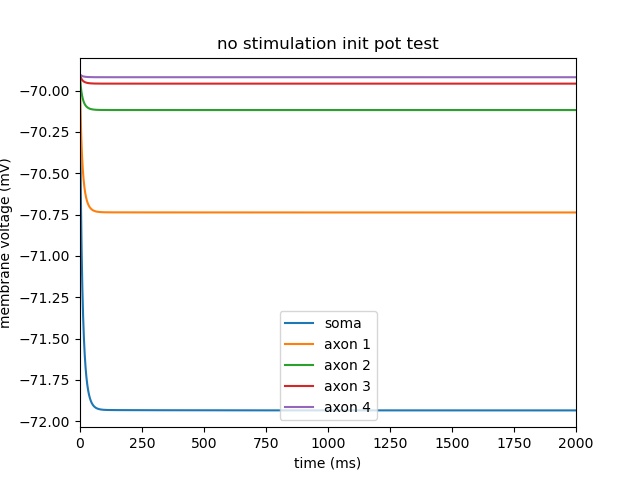 no stimulation init pot test
membrane voltage (mV)
−70.00
−70.25
−70.50
−70.75
−71.00
−71.25
−71.50
−71.75
−72.00
soma
axon 1
axon 2
axon 3
axon 4
0 250 500 750 1000 1250 1500 1750 2000
time (ms)